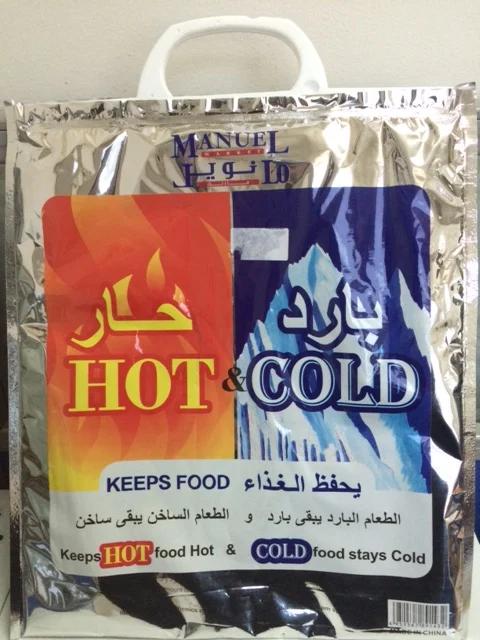 MANUEL
MARKET
مانويل
حار بارد
HOT & COLD
KEEPS FOOD يحفظ الغذاء
الطعام البارد يبقى بارد و الطعام الساخن يبقى ساخن
Keeps HOT food Hot & COLD food stays Cold
MADE IN CHINA